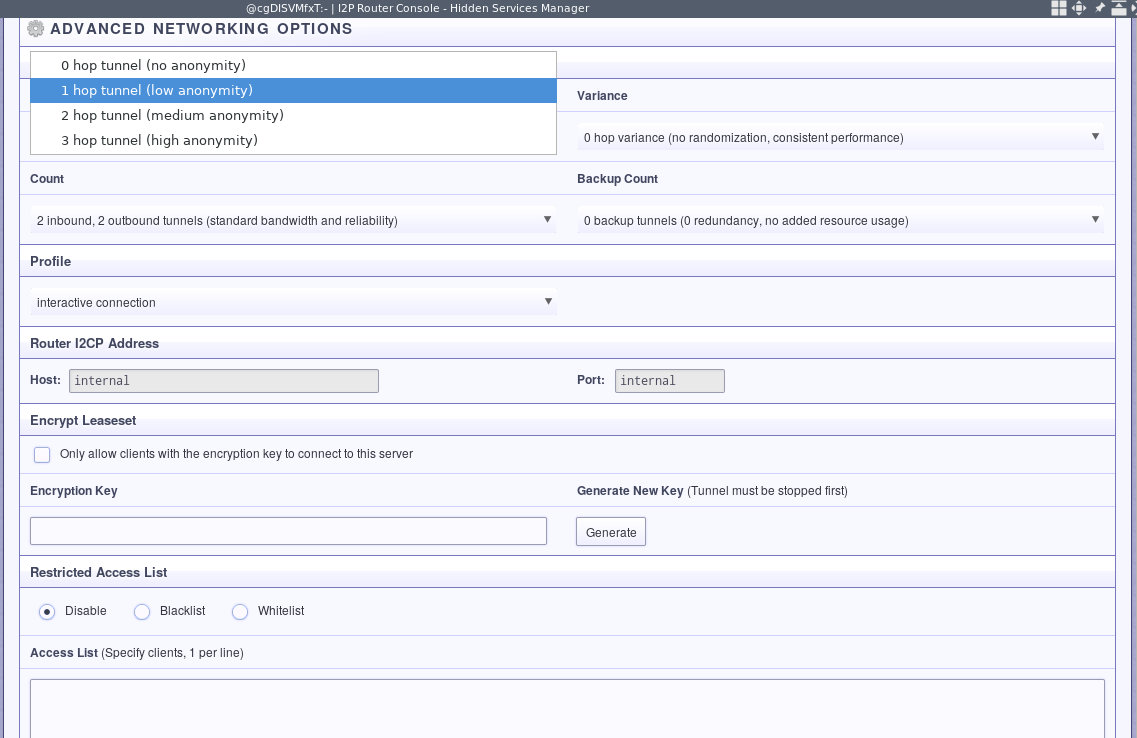 @cgDISVMfxT:- | I2P Router Console - Hidden Services Manager
ADVANCED NETWORKING OPTIONS
0 hop tunnel (no anonymity)
1 hop tunnel (low anonymity)
2 hop tunnel (medium anonymity)
3 hop tunnel (high anonymity)
Variance
0 hop variance (no randomization, consistent performance)
Count
Backup Count
2 inbound, 2 outbound tunnels (standard bandwidth and reliability)
0 backup tunnels (0 redundancy, no added resource usage)
Profile
interactive connection
Router I2CP Address
Host: internal
Port: internal
Encrypt Leaseset
Only allow clients with the encryption key to connect to this server
Encryption Key
Generate New Key (Tunnel must be stopped first)
Generate
Restricted Access List
Disable Blacklist Whitelist
Access List (Specify clients, 1 per line)